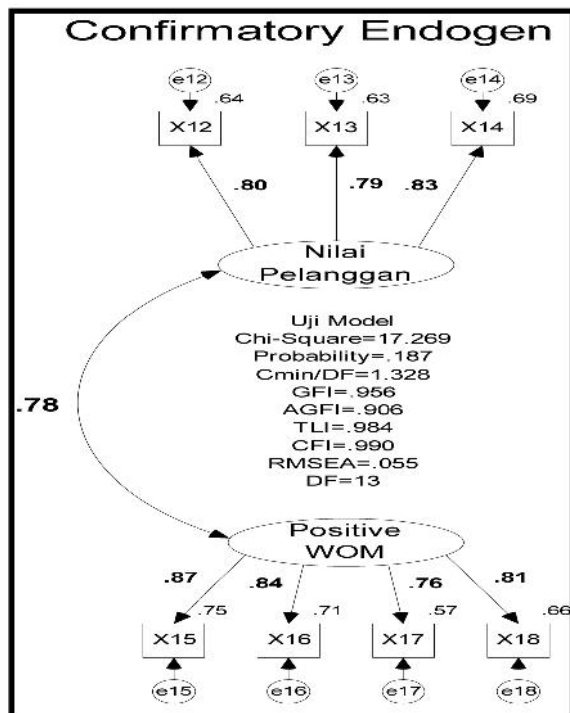 Confirmatory Endogen
e12 e13 e14
.64 .63 .69
X12 X13 X14
.80 .79 .83
Nilai
Pelanggan
Uji Model
Chi-Square=17.269
Probability=.187
Cmin/DF=1.328
GFI=.956
AGFI=.906
TLI=.984
CFI=.990
RMSEA=.055
DF=13
.78
Positive
WOM
.87 .84 .76 .81
.75 .71 .57 .66
X15 X16 X17 X18
e15 e16 e17 e18